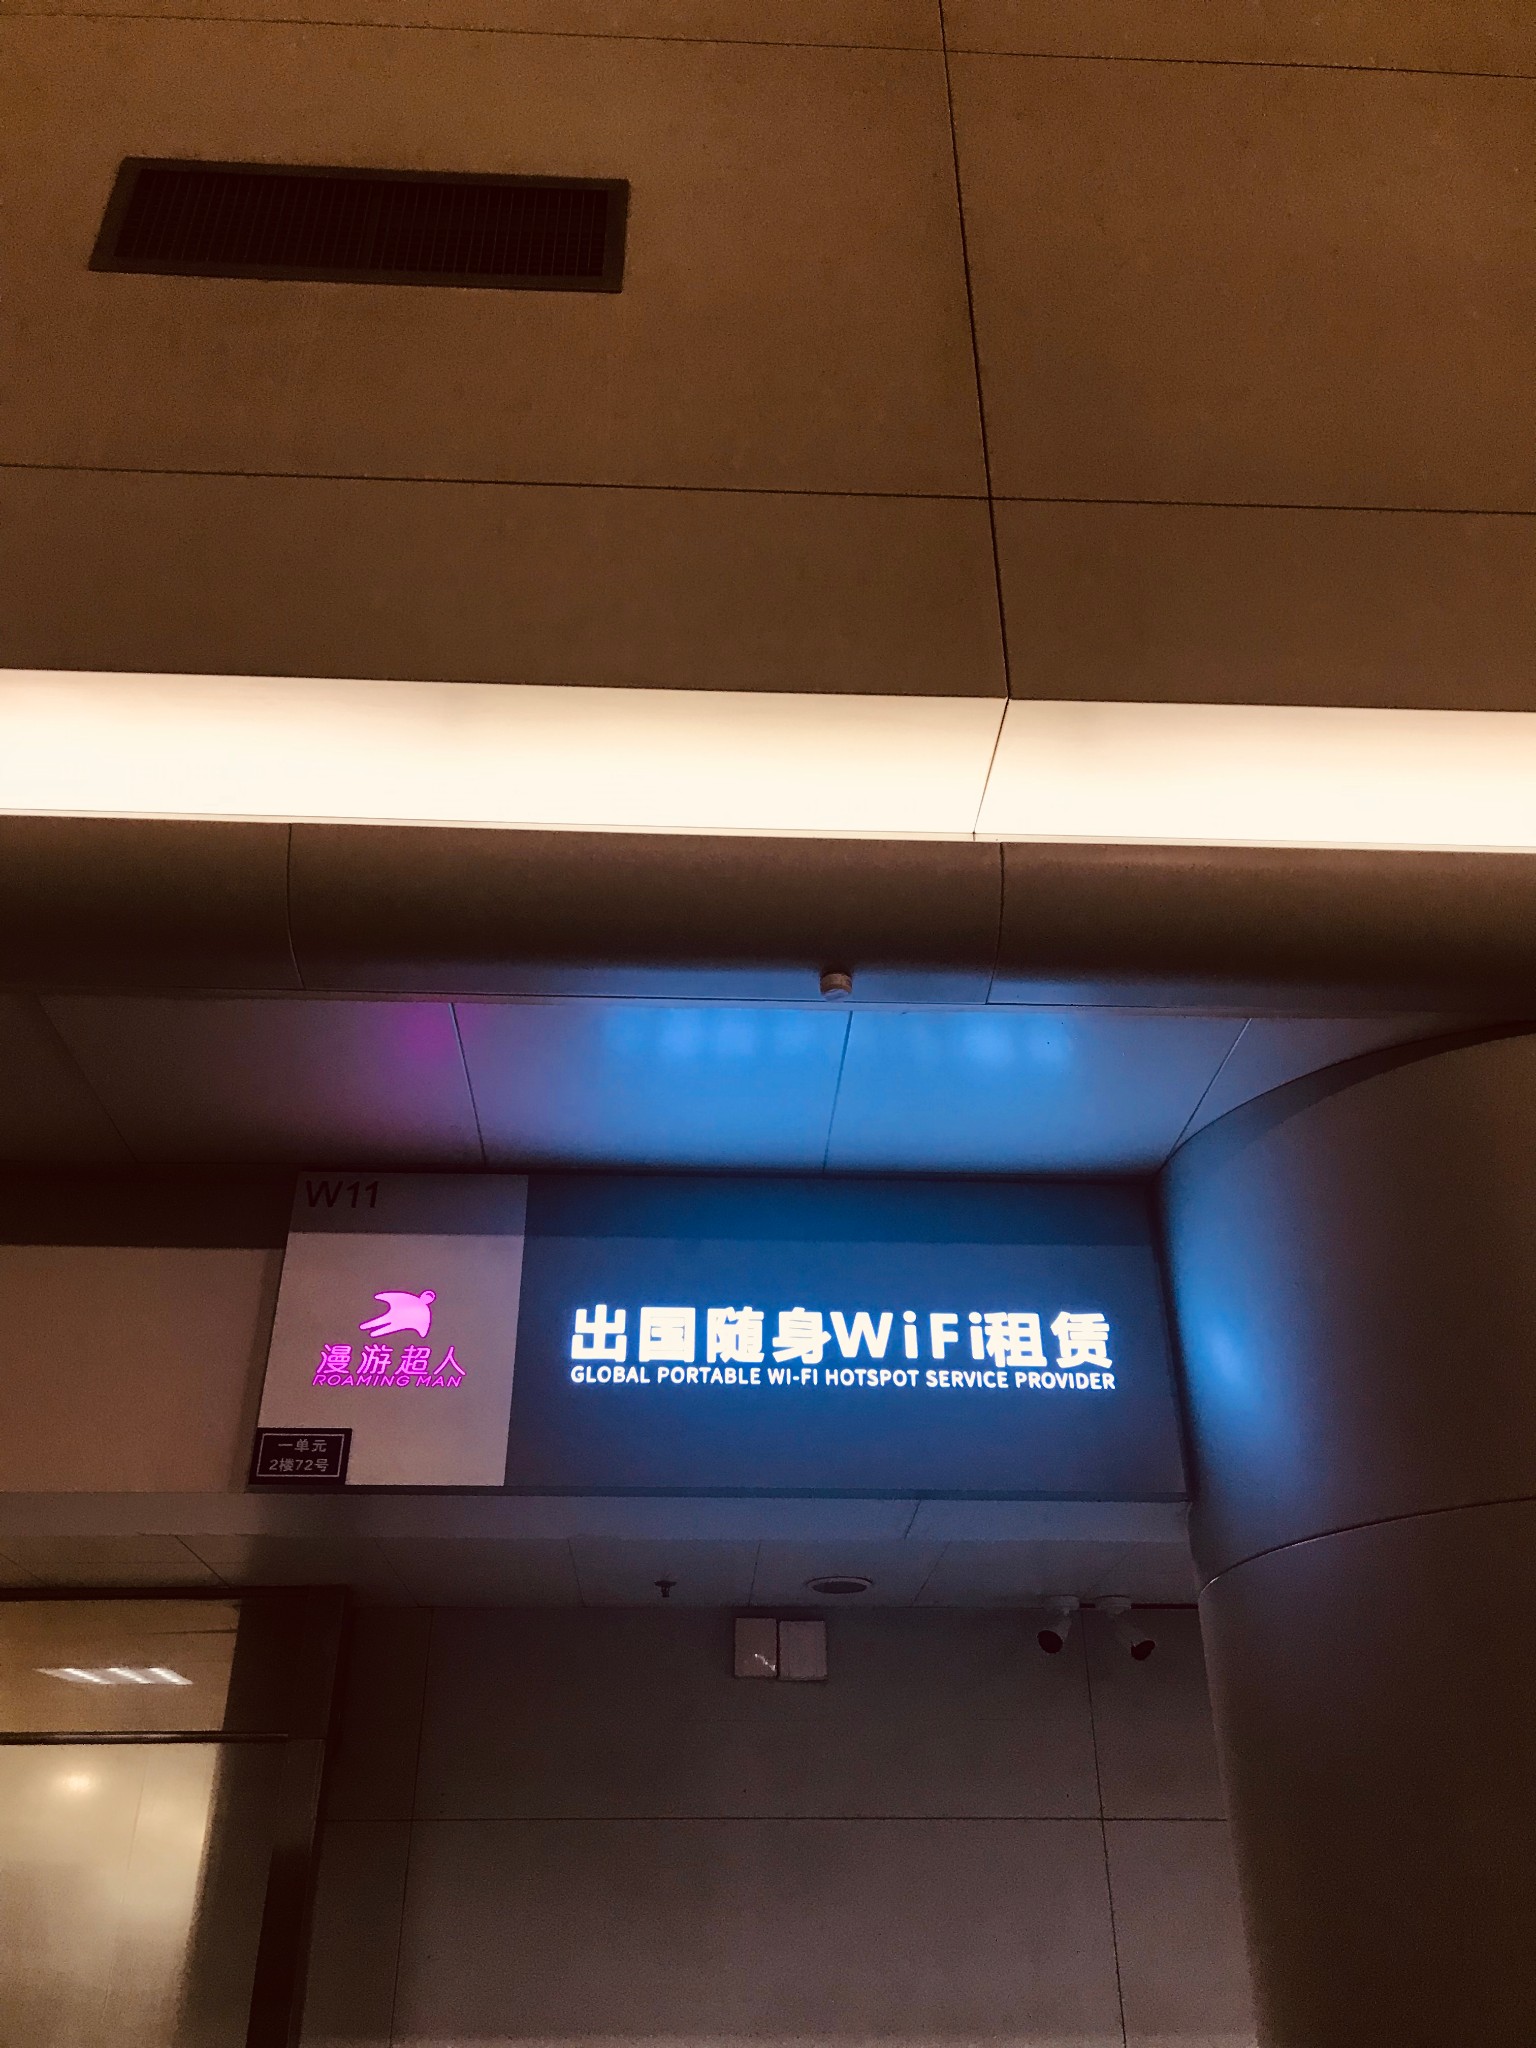 W11
漫游超人
ROAMING MAN
一单元
2楼72号
出国随身WiFi租赁
GLOBAL PORTABLE WI-FI HOTSPOT SERVICE PROVIDER